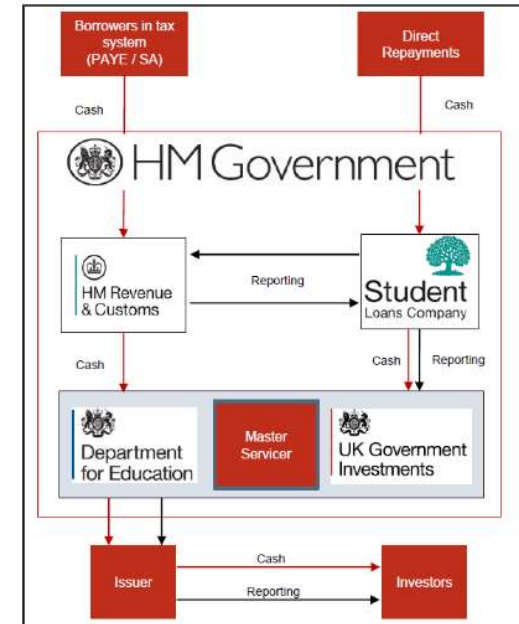 Borrowers in tax
system
(PAYE / SA)
Direct
Repayments
Cash
Cash
HM Government
HM Revenue
& Customs
Reporting
Student
Loans Company
Cash
Cash
Reporting
Department
for Education
Master
Servicer
UK Government
Investments
Issuer
Cash
Reporting
Investors